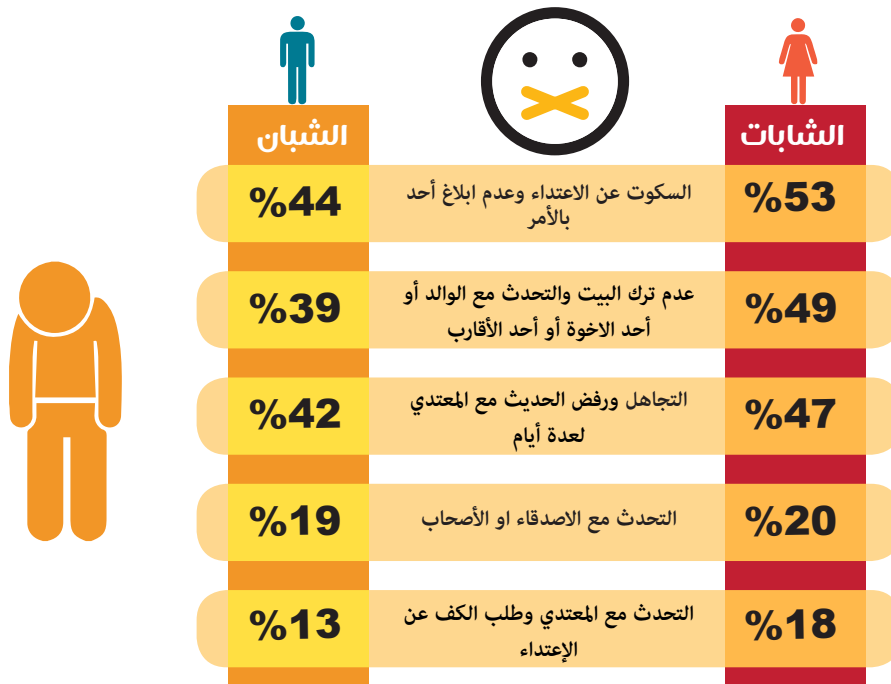 الشابات
الشبان
%53
السكوت عن الاعتداء وعدم ابلاغ أحد
بالأمر
%44
%49
عدم ترك البيت والتحدث مع الوالد أو
أحد الاخوة أو أحد الأقارب
%39
%47
التجاهل ورفض الحديث مع المعتدي
لعدة أيام
%42
%20
التحدث مع الاصدقاء او الأصحاب
%19
%18
التحدث مع المعتدي وطلب الكف عن
الإعتداء
%13